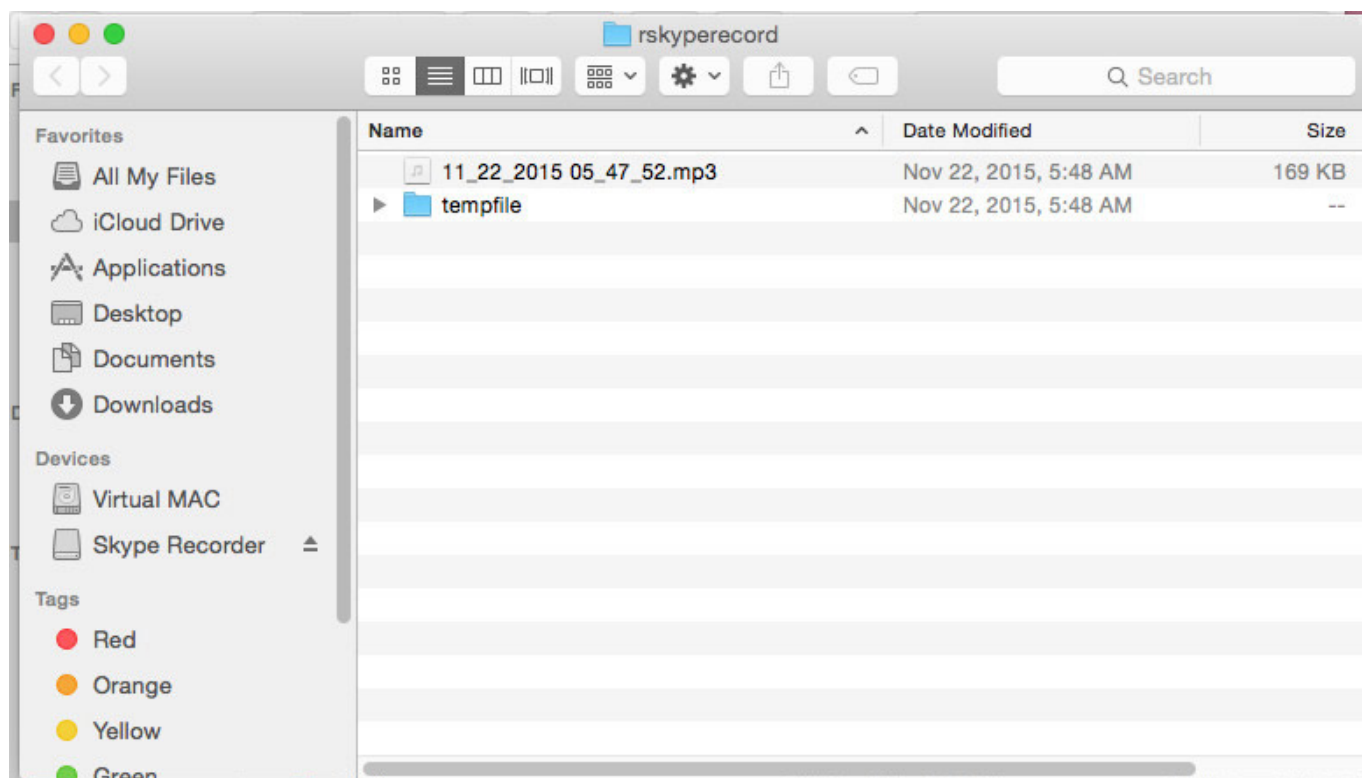 rskyperecord
Search
Favorites
All My Files
iCloud Drive
Applications
Desktop
Documents
Downloads
Devices
Virtual MAC
Skype Recorder
Tags
Red
Orange
Yellow
Green
Name Date Modified Size
11_22_2015 05_47_52.mp3 Nov 22, 2015, 5:48 AM 169 KB
tempfile Nov 22, 2015, 5:48 AM --